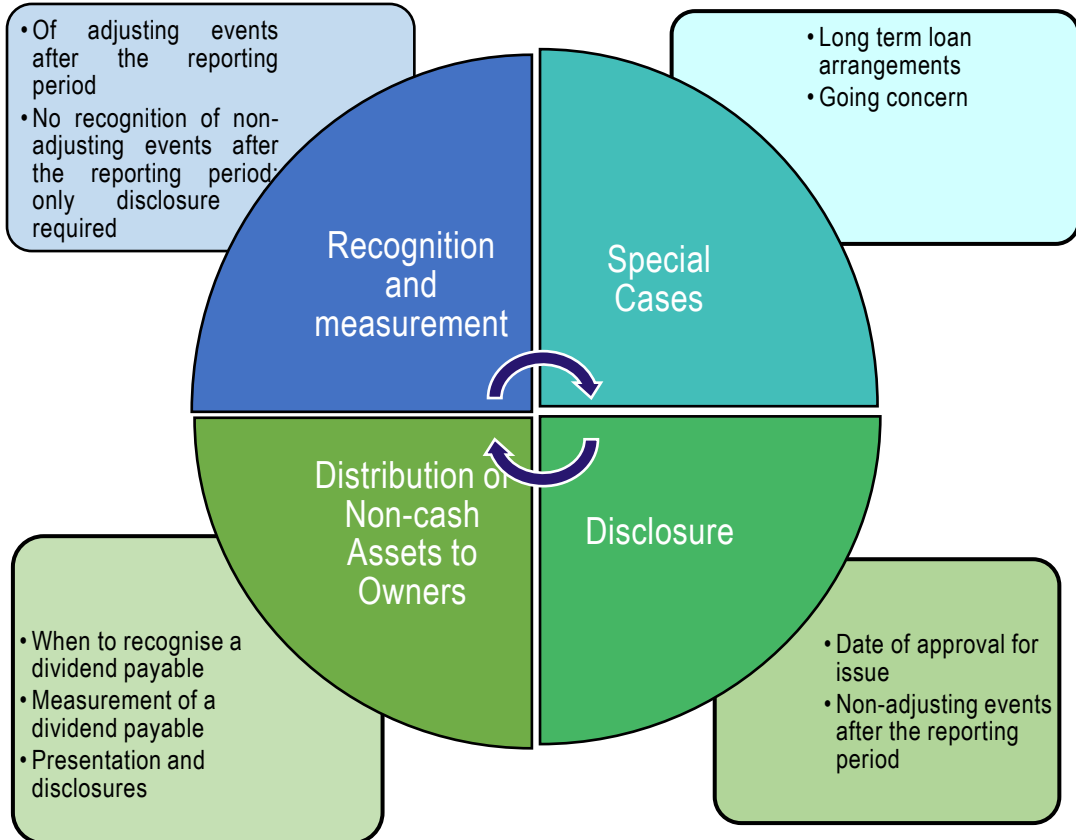 • Of adjusting events
after the reporting
period
• No recognition of non-
adjusting events after
the reporting period;
only disclosure
required
• Long term loan
arrangements
• Going concern
Recognition
and
measurement
Special
Cases
Distribution of
Non-cash
Assets to
Owners
Disclosure
• When to recognise a
dividend payable
• Measurement of a
dividend payable
• Presentation and
disclosures
• Date of approval for
issue
• Non-adjusting events
after the reporting
period